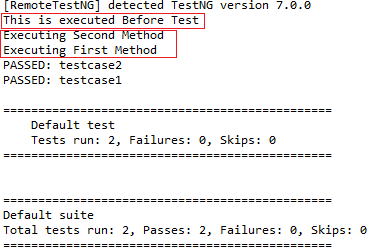 [RemoteTestNG] detected TestNG version 7.0.0
This is executed Before Test
Executing Second Method
Executing First Method
PASSED: testcase2
PASSED: testcase1
===============================================
Default test
Tests run: 2, Failures: 0, Skips: 0
===============================================
===============================================
Default suite
Total tests run: 2, Passes: 2, Failures: 0, Skips: 0
===============================================